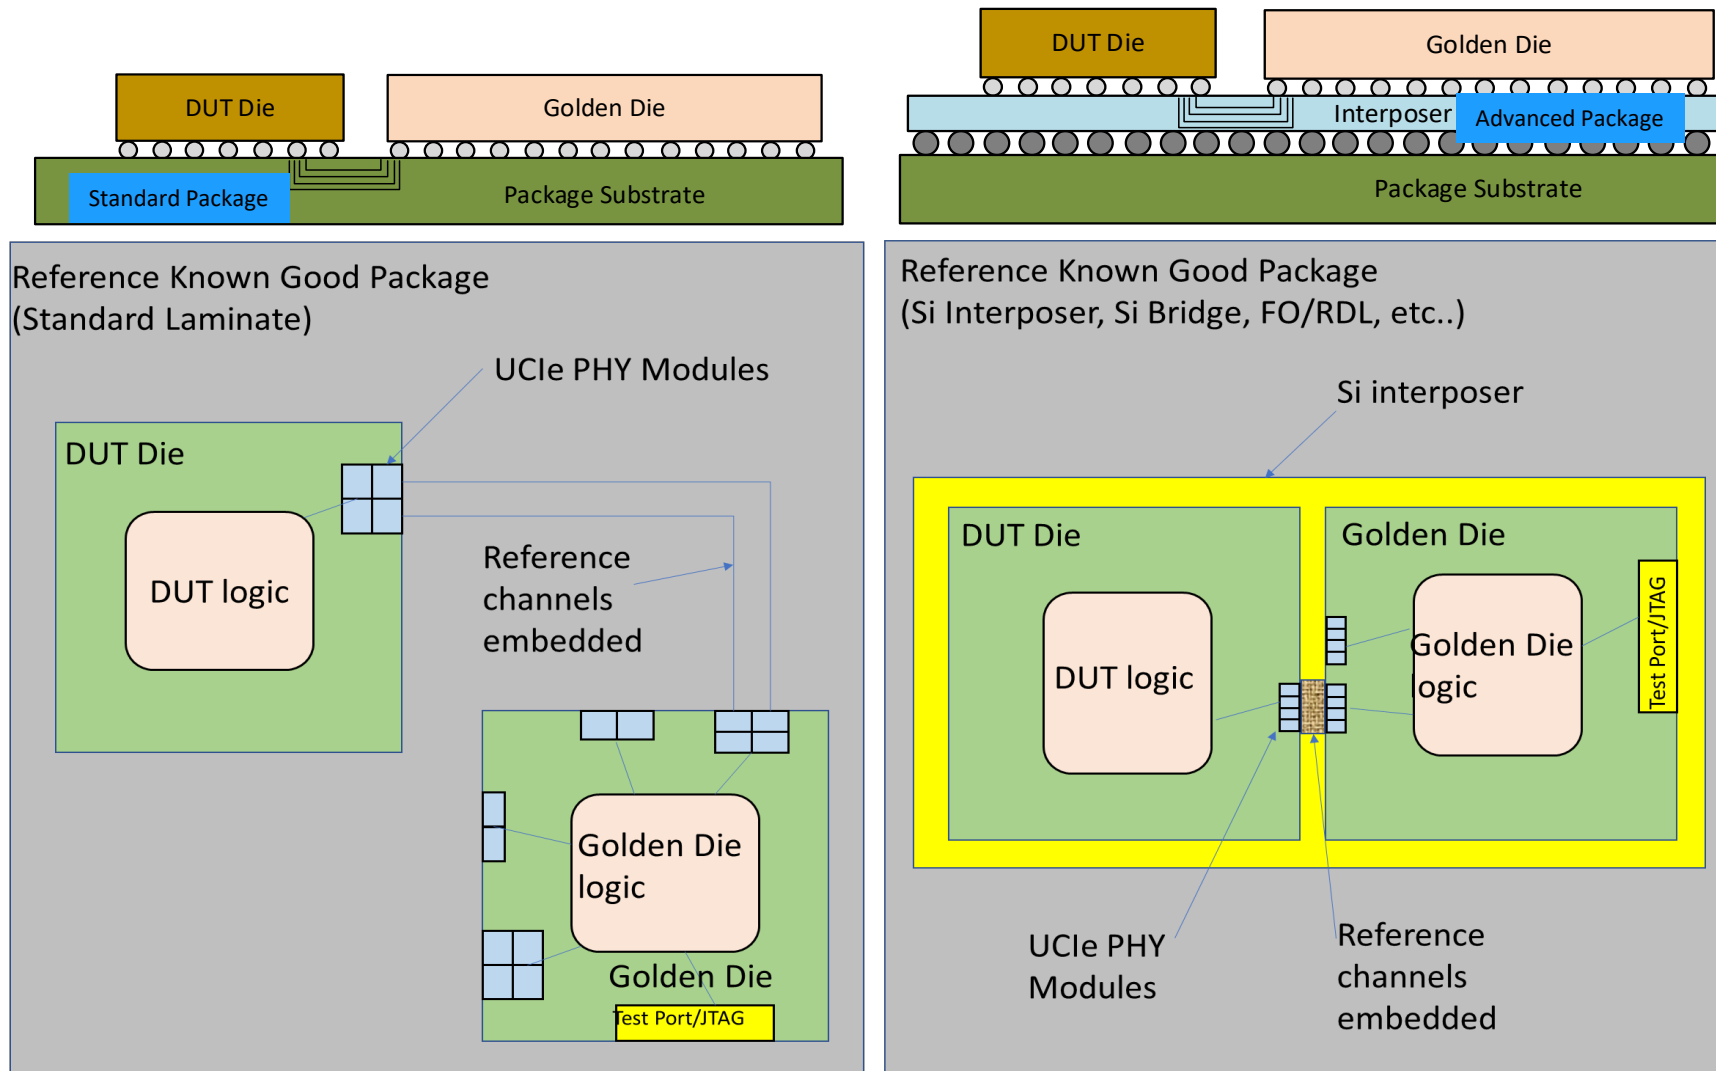 DUT Die
Golden Die
Standard Package
Package Substrate
DUT Die
Golden Die
Interposer
Advanced Package
Package Substrate
Reference Known Good Package
(Standard Laminate)
UCIe PHY Modules
DUT Die
DUT logic
Reference
channels
embedded
Golden Die
logic
Golden Die
Test Port/JTAG
Reference Known Good Package
(Si Interposer, Si Bridge, FO/RDL, etc..)
Si interposer
DUT Die
Golden Die
DUT logic
Golden Die
logic
Test Port/JTAG
UCIe PHY
Modules
Reference
channels
embedded